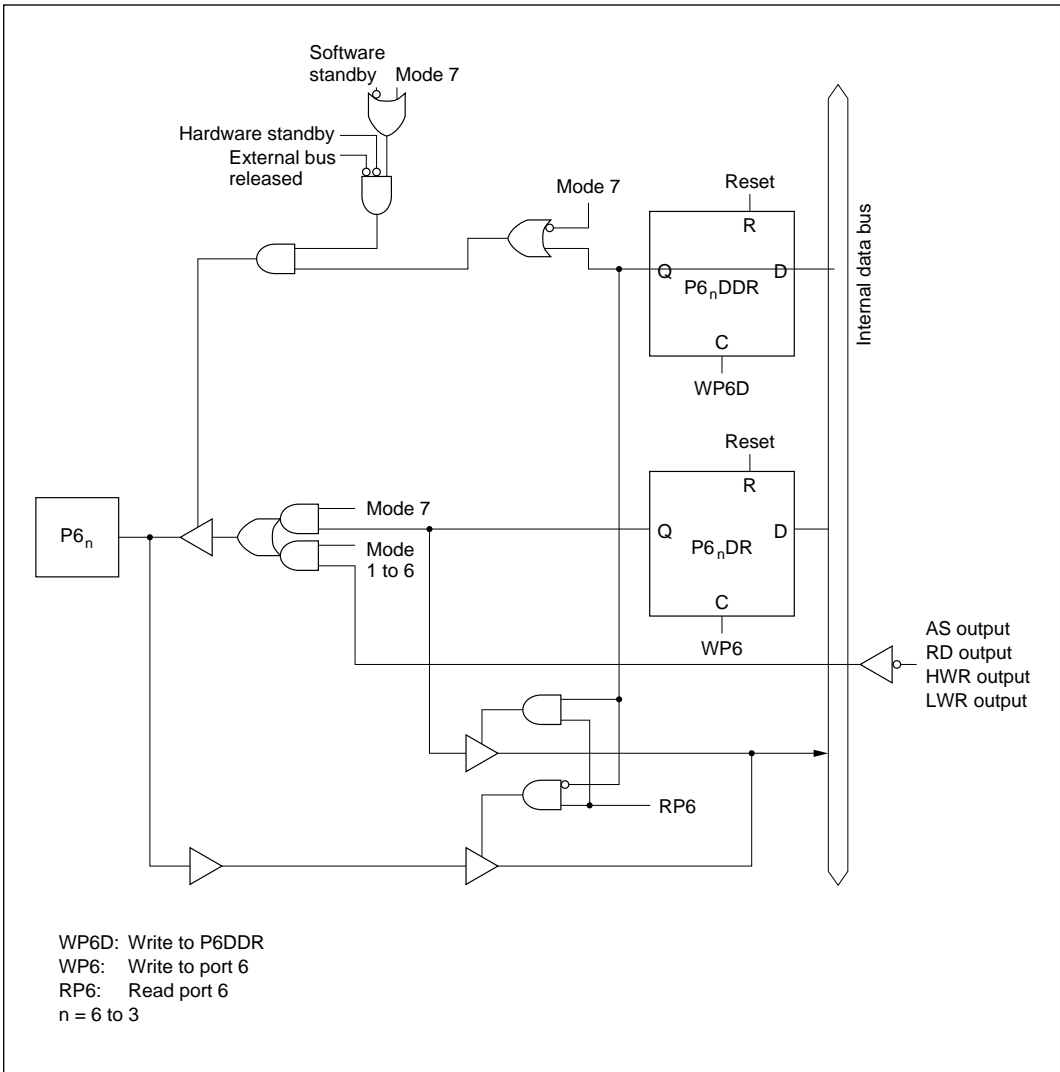 Software
standby
Mode 7
Hardware standby
External bus
released
Mode 7
Reset
R
Q
D
P6nDDR
C
WP6D
Internal data bus
Reset
R
Q
D
P6nDR
C
WP6
P6n
Mode 7
Mode
1 to 6
AS output
RD output
HWR output
LWR output
RP6
WP6D: Write to P6DDR
WP6: Write to port 6
RP6: Read port 6
n = 6 to 3